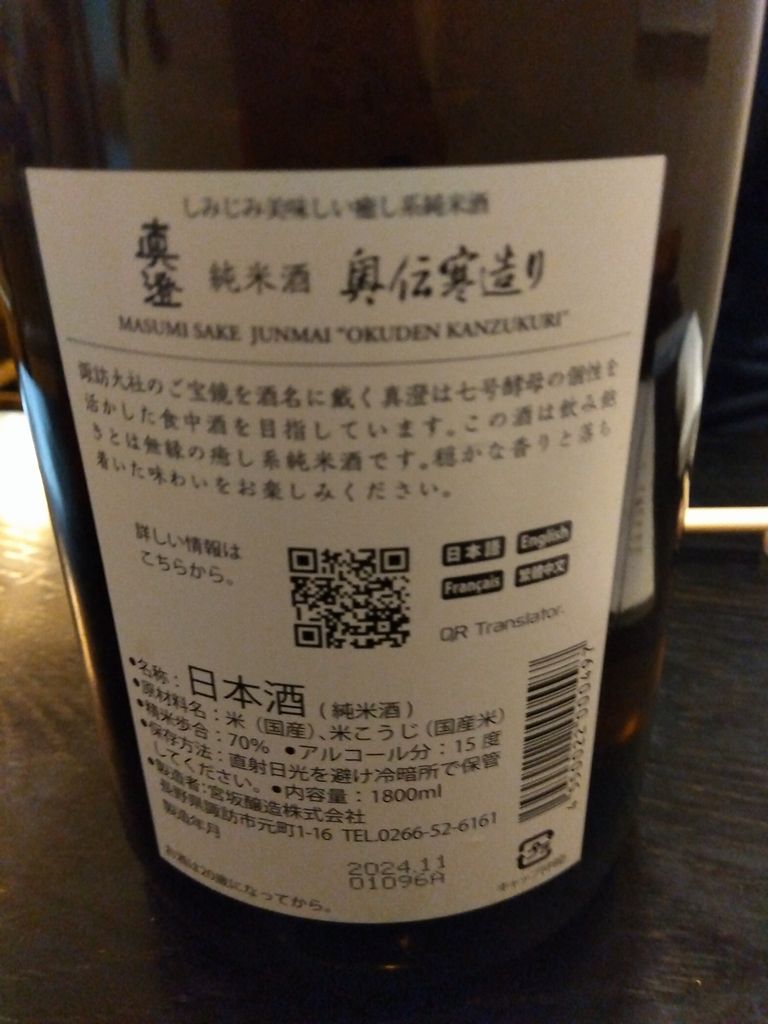 しみじみ美味しい癒し系純米酒
真澄 純米酒 奥伝寒造り
MASUMI SAKE JUNMAI "OKUDEN KANZUKURI"
諏訪大社のご宝鏡を酒名に戴く真澄は七号酵母の個性を
活かした食中酒を目指しています。この酒は飲み飽
きとは無縁の癒し系純米酒です。穏かな香りと落ち
着いた味わいをお楽しみください。
詳しい情報は
こちらから。
日本語 English
Français 繁體中文
QR Translator.
•名称：日本酒（純米酒）
•原材料名：米（国産）、米こうじ（国産米）
•精米歩合：70% •アルコール分：15度
•保存方法：直射日光を避け冷暗所で保管
してください。•内容量：1800ml
•製造者：宮坂醸造株式会社
長野県諏訪市元町1-16 TEL.0266-52-6161
製造年月
2024.11
01096A
お酒は20歳になってから。